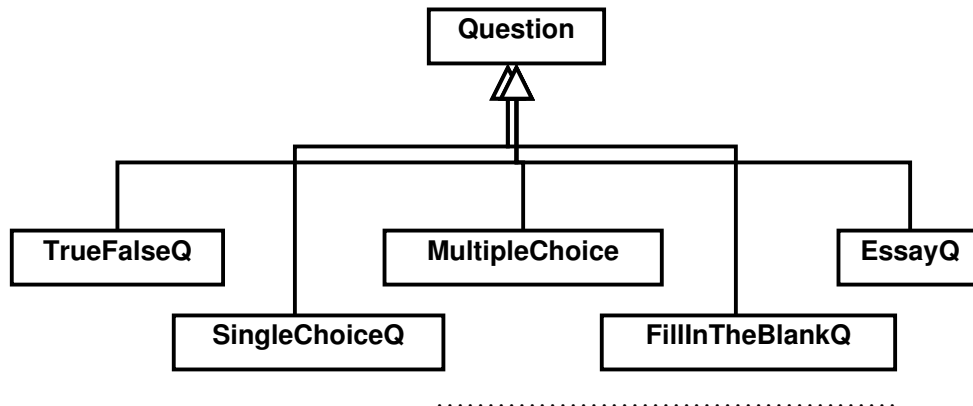 Question
TrueFalseQ
MultipleChoice
EssayQ
SingleChoiceQ
FillInTheBlankQ